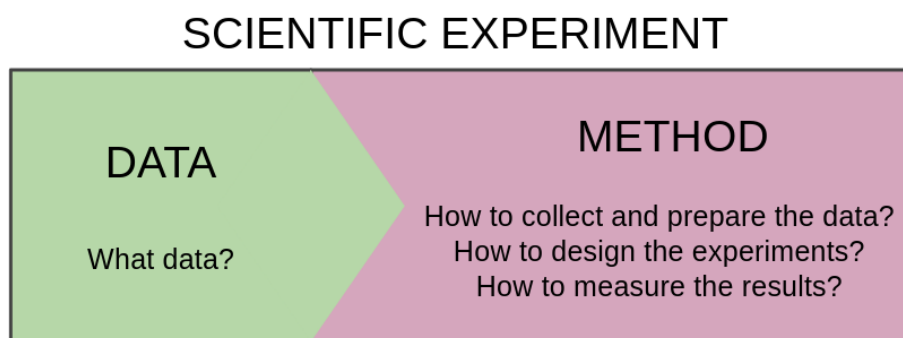 SCIENTIFIC EXPERIMENT
DATA
What data?
METHOD
How to collect and prepare the data?
How to design the experiments?
How to measure the results?